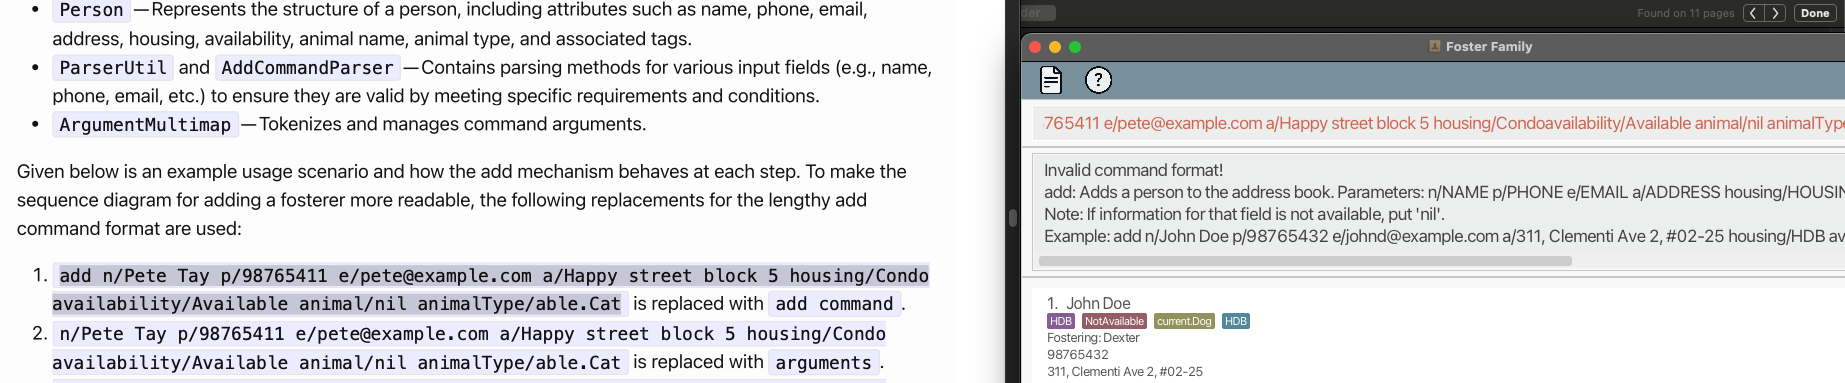 • Person — Represents the structure of a person, including attributes such as name, phone, email,
address, housing, availability, animal name, animal type, and associated tags.
• ParserUtil and AddCommandParser — Contains parsing methods for various input fields (e.g., name,
phone, email, etc.) to ensure they are valid by meeting specific requirements and conditions.
• ArgumentMultimap — Tokenizes and manages command arguments.
Given below is an example usage scenario and how the add mechanism behaves at each step. To make the
sequence diagram for adding a fosterer more readable, the following replacements for the lengthy add
command format are used:
1. add n/Pete Tay p/98765411 e/pete@example.com a/Happy street block 5 housing/Condo
availability/Available animal/nil animalType/able.Cat is replaced with add command.
2. n/Pete Tay p/98765411 e/pete@example.com a/Happy street block 5 housing/Condo
availability/Available animal/nil animalType/able.Cat is replaced with arguments.
der
Found on 11 pages < > Done
Foster Family
?
765411 e/pete@example.com a/Happy street block 5 housing/Condoavailability/Available animal/nil animalType
Invalid command format!
add: Adds a person to the address book. Parameters: n/NAME p/PHONE e/EMAIL a/ADDRESS housing/HOUSIN
Note: If information for that field is not available, put 'nil'.
Example: add n/John Doe p/98765432 e/johnd@example.com a/311, Clementi Ave 2, #02-25 housing/HDB av
1. John Doe
HDB NotAvailable current.Dog HDB
Fostering: Dexter
98765432
311, Clementi Ave 2, #02-25